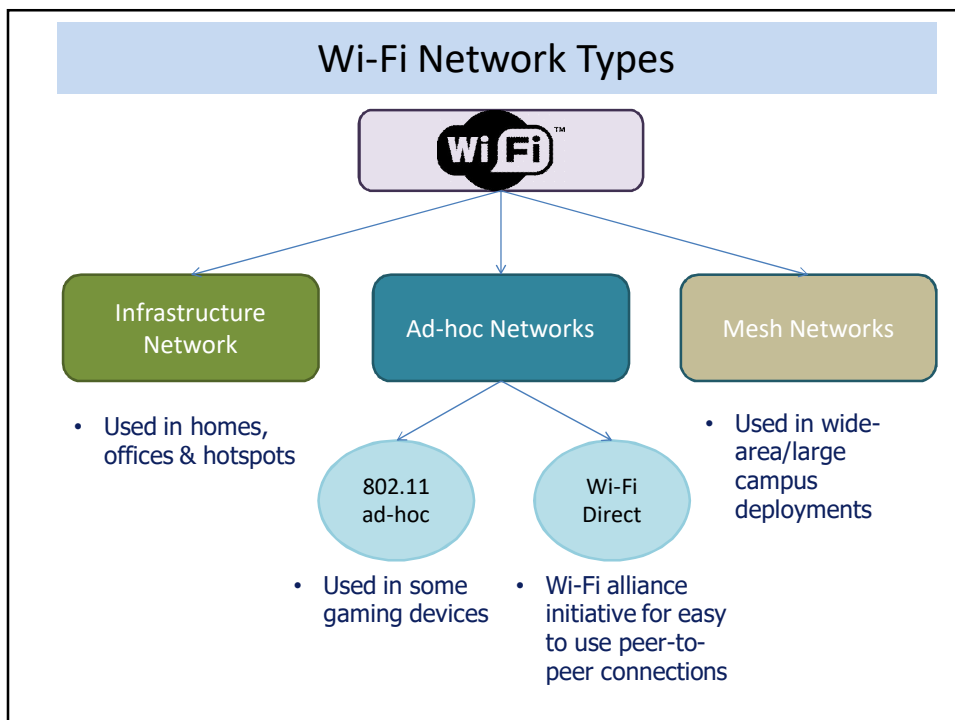 Wi-Fi Network Types
Wi Fi™
Infrastructure
Network
Ad-hoc Networks
Mesh Networks
• Used in homes,
offices & hotspots
• Used in wide-
area/large
campus
deployments
802.11
ad-hoc
Wi-Fi
Direct
• Used in some
gaming devices
• Wi-Fi alliance
initiative for easy
to use peer-to-
peer connections